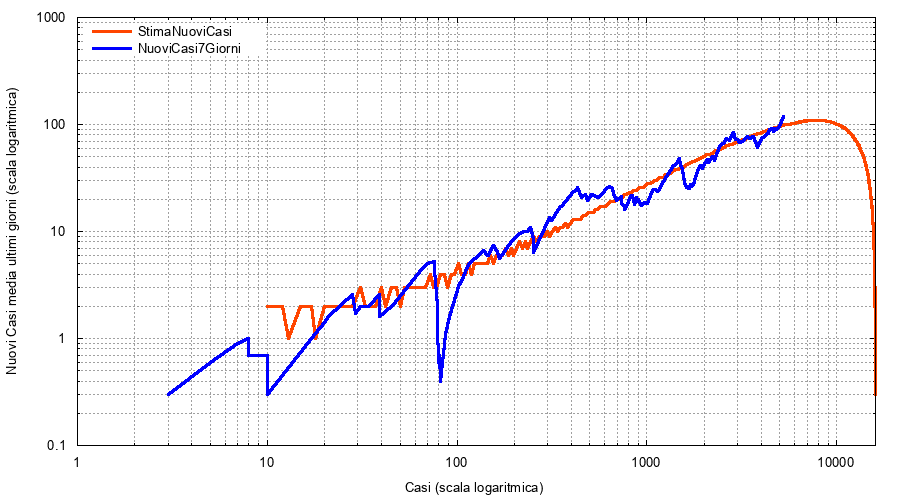 1000
StimaNuoviCasi
NuoviCasi7Giorni
100
10
1
0.1
Nuovi Casi media ultimi giorni (scala logaritmica)
1 10 100 1000 10000
Casi (scala logaritmica)